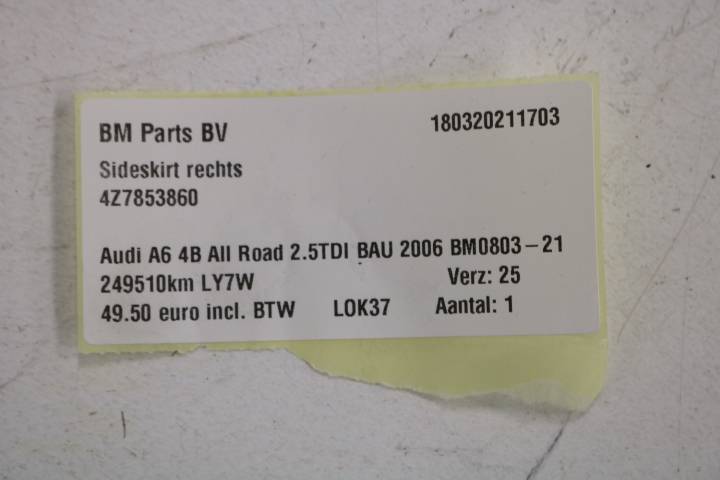 BM Parts BV 180320211703
Sideskirt rechts
4Z7853860
Audi A6 4B All Road 2.5TDI BAU 2006 BM0803-21
249510km LY7W Verz: 25
49.50 euro incl. BTW LOK37 Aantal: 1